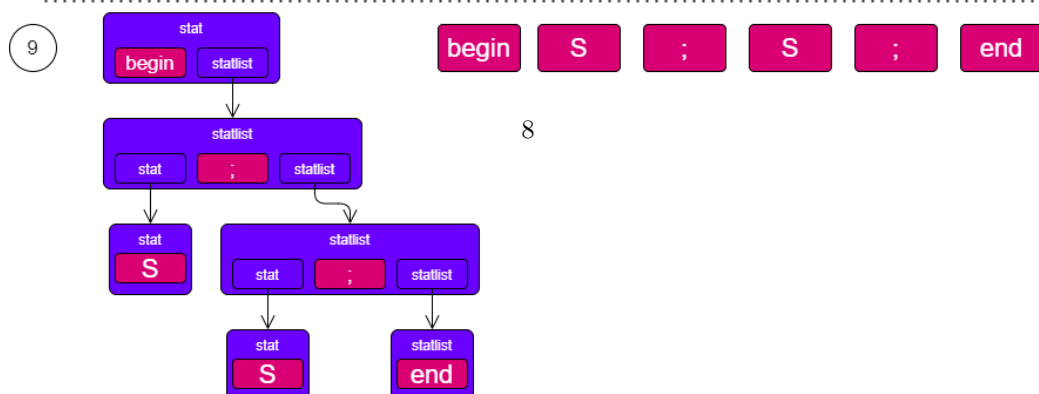 9
stat
begin statlist
begin S ; S ; end
8
statlist
stat ; statlist
stat
S
statlist
stat ; statlist
stat
S
statlist
end